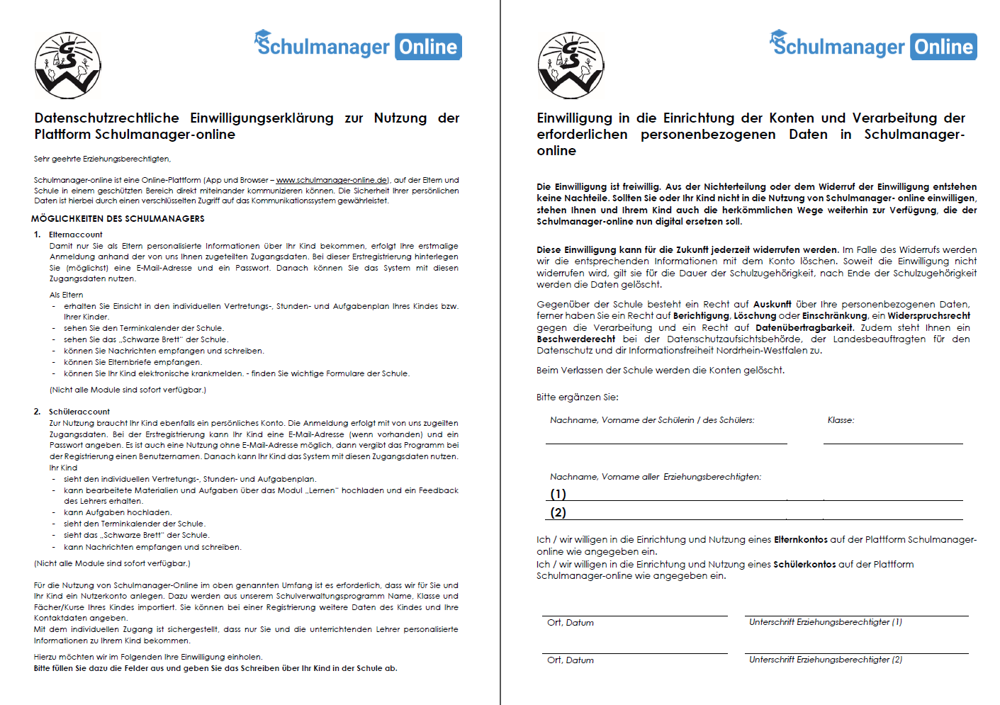 GSW
Schulmanager Online
Datenschutzrechtliche Einwilligungserklärung zur Nutzung der
Plattform Schulmanager-online
Sehr geehrte Erziehungsberechtigten,
Schulmanager-online ist eine Online-Plattform (App und Browser – www.schulmanager-online.de), auf der Eltern und
Schule in einem geschützten Bereich direkt miteinander kommunizieren können. Die Sicherheit Ihrer persönlichen
Daten ist hierbei durch einen verschlüsselten Zugriff auf das Kommunikationssystem gewährleistet.
MÖGLICHKEITEN DES SCHULMANAGERS
1. Elternaccount
Damit nur Sie als Eltern personalisierte Informationen über Ihr Kind bekommen, erfolgt Ihre erstmalige
Anmeldung anhand der von uns Ihnen zugeteilten Zugangsdaten. Bei dieser Erstregistrierung hinterlegen
Sie (möglichst) eine E-Mail-Adresse und ein Passwort. Danach können Sie das System mit diesen
Zugangsdaten nutzen.
Als Eltern
- erhalten Sie Einsicht in den individuellen Vertretungs-, Stunden- und Aufgabenplan Ihres Kindes bzw.
Ihrer Kinder.
- sehen Sie den Terminkalender der Schule.
- sehen Sie das „Schwarze Brett“ der Schule.
- können Sie Nachrichten empfangen und schreiben.
- können Sie Elternbriefe empfangen.
- können Sie Ihr Kind elektronische krankmelden. - finden Sie wichtige Formulare der Schule.
(Nicht alle Module sind sofort verfügbar.)
2. Schüleraccount
Zur Nutzung braucht Ihr Kind ebenfalls ein persönliches Konto. Die Anmeldung erfolgt mit von uns zugeilten
Zugangsdaten. Bei der Erstregistrierung kann Ihr Kind eine E-Mail-Adresse (wenn vorhanden) und ein
Passwort angeben. Es ist auch eine Nutzung ohne E-Mail-Adresse möglich, dann vergibt das Programm bei
der Registrierung einen Benutzernamen. Danach kann Ihr Kind das System mit diesen Zugangsdaten nutzen.
Ihr Kind
- sieht den individuellen Vertretungs-, Stunden- und Aufgabenplan.
- kann bearbeitete Materialien und Aufgaben über das Modul „Lernen“ hochladen und ein Feedback
des Lehrers erhalten.
- kann Aufgaben hochladen.
- sieht den Terminkalender der Schule.
- sieht das „Schwarze Brett“ der Schule.
- kann Nachrichten empfangen und schreiben.
(Nicht alle Module sind sofort verfügbar.)
Für die Nutzung von Schulmanager-Online im oben genannten Umfang ist es erforderlich, dass wir für Sie und
Ihr Kind ein Nutzerkonto anlegen. Dazu werden aus unserem Schulverwaltungsprogramm Name, Klasse und
Fächer/Kurse Ihres Kindes importiert. Sie können bei einer Registrierung weitere Daten des Kindes und Ihre
Kontaktdaten angeben.
Mit dem individuellen Zugang ist sichergestellt, dass nur Sie und die unterrichtenden Lehrer personalisierte
Informationen zu Ihrem Kind bekommen.
Hierzu möchten wir im Folgenden Ihre Einwilligung einholen.
Bitte füllen Sie dazu die Felder aus und geben Sie das Schreiben über Ihr Kind in der Schule ab.
GSW
Schulmanager Online
Einwilligung in die Einrichtung der Konten und Verarbeitung der
erforderlichen personenbezogenen Daten in Schulmanager-
online
Die Einwilligung ist freiwillig. Aus der Nichterteilung oder dem Widerruf der Einwilligung entstehen
keine Nachteile. Sollten Sie oder Ihr Kind nicht in die Nutzung von Schulmanager- online einwilligen,
stehen Ihnen und Ihrem Kind auch die herkömmlichen Wege weiterhin zur Verfügung, die der
Schulmanager-online nun digital ersetzen soll.
Diese Einwilligung kann für die Zukunft jederzeit widerrufen werden. Im Falle des Widerrufs werden
wir die entsprechenden Informationen mit dem Konto löschen. Soweit die Einwilligung nicht
widerrufen wird, gilt sie für die Dauer der Schulzugehörigkeit, nach Ende der Schulzugehörigkeit
werden die Daten gelöscht.
Gegenüber der Schule besteht ein Recht auf Auskunft über Ihre personenbezogenen Daten,
ferner haben Sie ein Recht auf Berichtigung, Löschung oder Einschränkung, ein Widerspruchsrecht
gegen die Verarbeitung und ein Recht auf Datenübertragbarkeit. Zudem steht Ihnen ein
Beschwerderecht bei der Datenschutzaufsichtsbehörde, der Landesbeauftragten für den
Datenschutz und dir Informationsfreiheit Nordrhein-Westfalen zu.
Beim Verlassen der Schule werden die Konten gelöscht.
Bitte ergänzen Sie:
Nachname, Vorname der Schülerin / des Schülers: Klasse:
Nachname, Vorname aller Erziehungsberechtigten:
(1)
(2)
Ich / wir willigen in die Einrichtung und Nutzung eines Elternkontos auf der Plattform Schulmanager-
online wie angegeben ein.
Ich / wir willigen in die Einrichtung und Nutzung eines Schülerkontos auf der Plattform
Schulmanager-online wie angegeben ein.
Ort, Datum Unterschrift Erziehungsberechtigter (1)
Ort, Datum Unterschrift Erziehungsberechtigter (2)